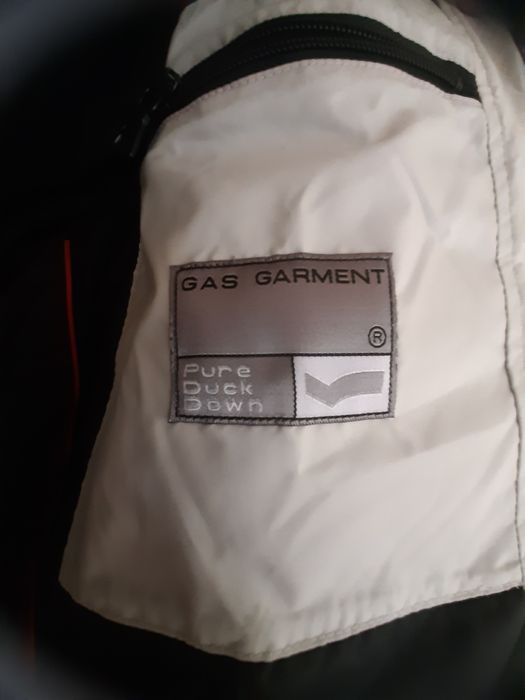 GAS GARMENT
®
Pure
Duck
Down